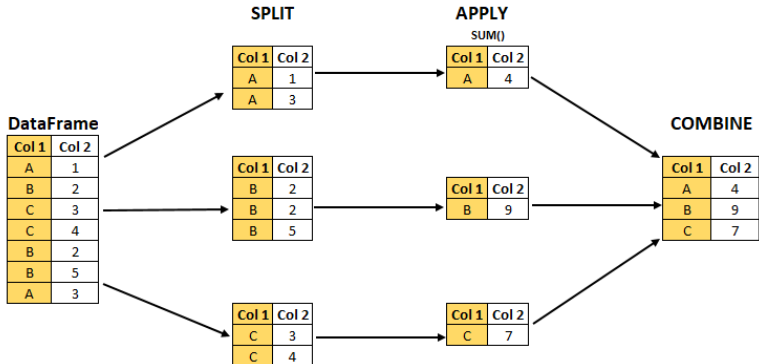 SPLIT
APPLY
SUM()
Col 1 Col 2
A 1
A 3
Col 1 Col 2
A 4
DataFrame
Col 1 Col 2
A 1
B 2
C 3
C 4
B 2
B 5
A 3
Col 1 Col 2
B 2
B 2
B 5
Col 1 Col 2
B 9
COMBINE
Col 1 Col 2
A 4
B 9
C 7
Col 1 Col 2
C 3
C 4
Col 1 Col 2
C 7